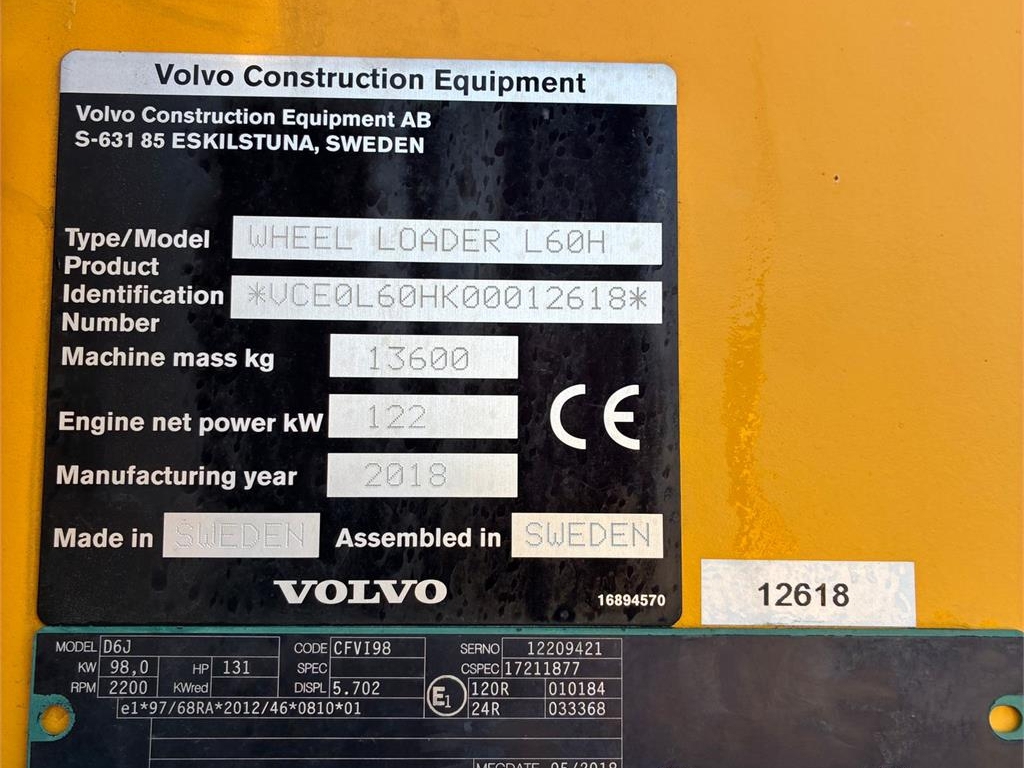 Volvo Construction Equipment
Volvo Construction Equipment AB
S-631 85 ESKILSTUNA, SWEDEN
Type/Model WHEEL LOADER L60H
Product
Identification *VCE0L60HK00012618*
Number
Machine mass kg 13600
Engine net power kW 122
CE
Manufacturing year 2018
Made in SWEDEN Assembled in SWEDEN
VOLVO
16894570
12618
MODEL D6J CODE CFVI98 SERNO 12209421
KW 98,0 HP 131 SPEC CSPEC 17211877
RPM 2200 KWred DISPL 5.702 E1 120R 010184
e1*97/68RA*2012/46*0810*01 24R 033368
MFGDATE 05/2018